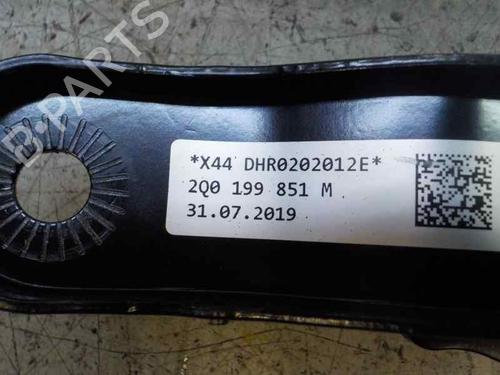 B-PARTS
*X44 DHR0202012E*
2Q0 199 851 M
31.07.2019